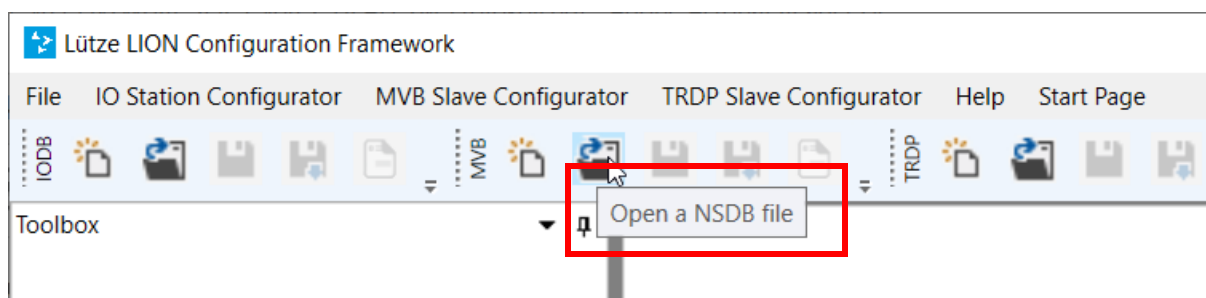 Lütze LION Configuration Framework
File IO Station Configurator MVB Slave Configurator TRDP Slave Configurator Help Start Page
IODB MVB TRDP
Toolbox
Open a NSDB file